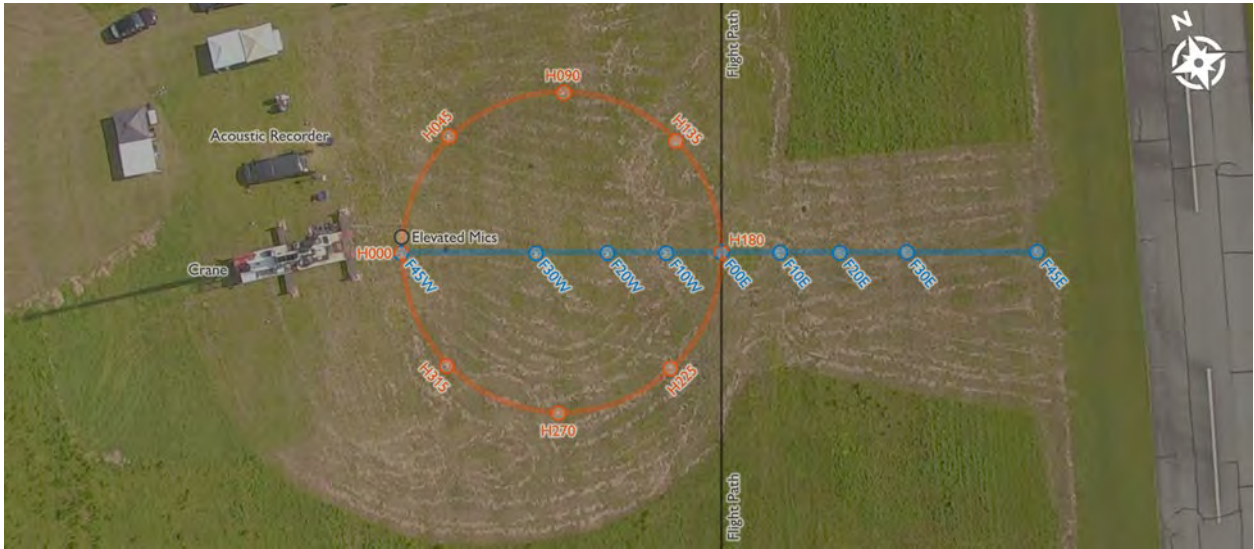 Flight Path
N
H090
H045
H135
Acoustic Recorder
Elevated Mics
H000
H180
Crane
F45W
F30W
F20W
F10W
F00E
F10E
F20E
F30E
F45E
H315
H225
H270
Flight Path